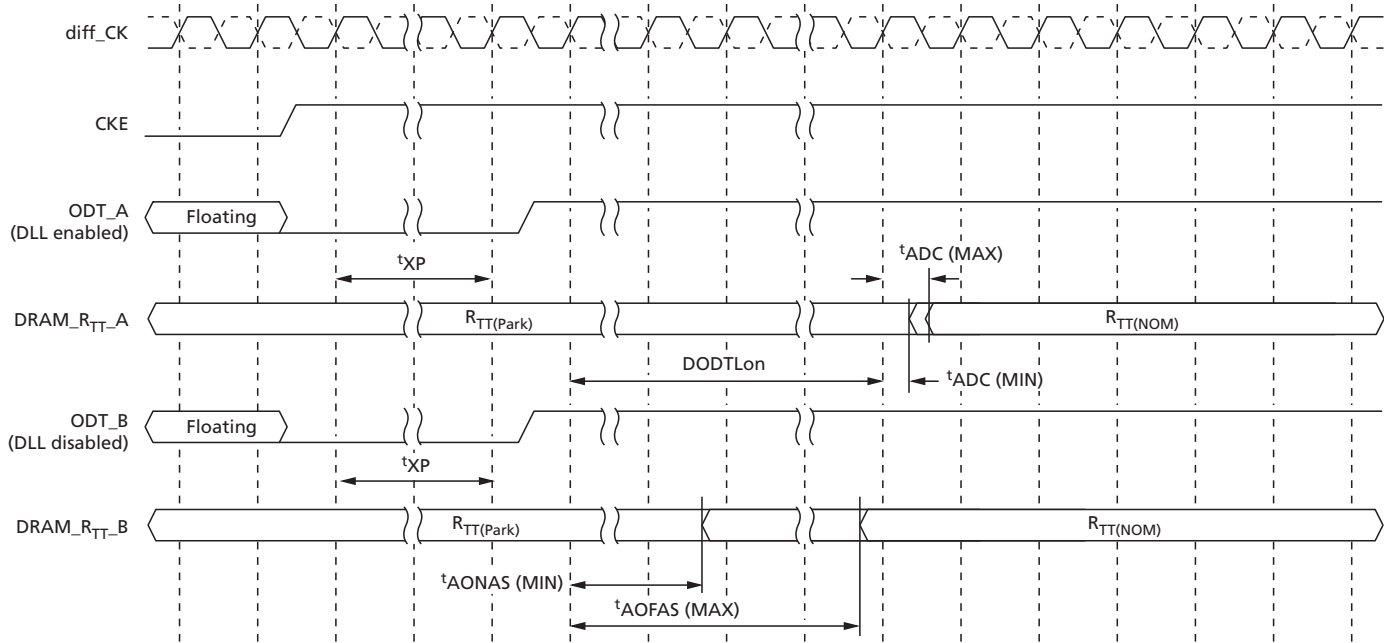 diff_CK
CKE
ODT_A
(DLL enabled)
Floating
tXP
tADC (MAX)
DRAM_RTT_A
RTT(Park)
RTT(NOM)
DODTLon
tADC (MIN)
ODT_B
(DLL disabled)
Floating
tXP
DRAM_RTT_B
RTT(Park)
RTT(NOM)
tAONAS (MIN)
tAOFAS (MAX)